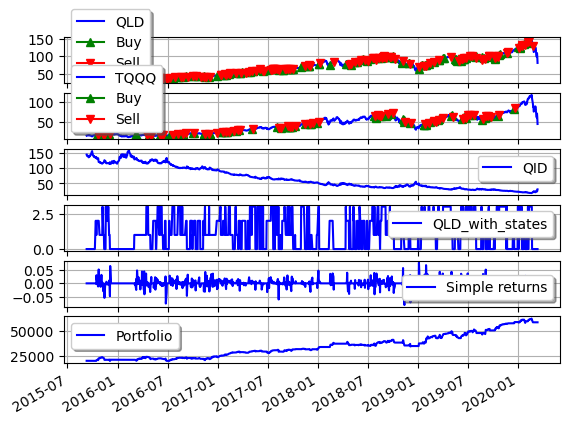 QLD
Buy
Sell
150
100
50
TQQQ
Buy
Sell
100
50
150
100
50
QID
2.5
0.0
QLD_with_states
0.05
0.00
−0.05
Simple returns
50000
25000
Portfolio
2015-07
2016-01
2016-07
2017-01
2017-07
2018-01
2018-07
2019-01
2019-07
2020-01